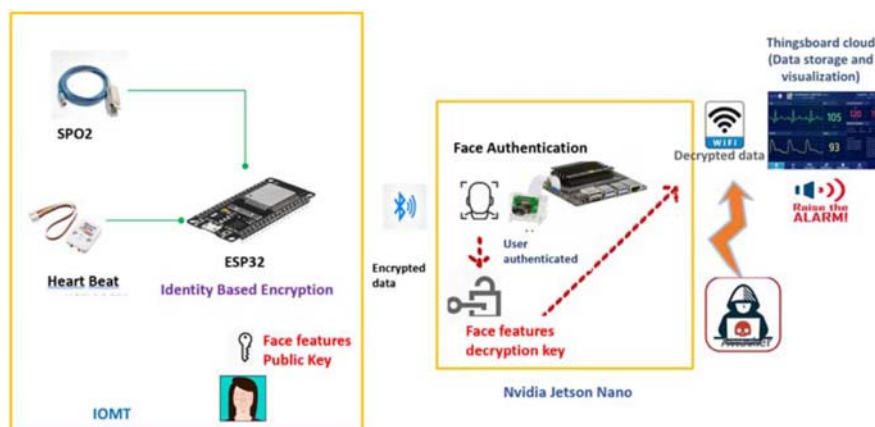 SPO2
Heart Beat
ESP32
Identity Based Encryption
Face features
Public Key
IOMT
Encrypted
data
Face Authentication
User
authenticated
Face features
decryption key
Nvidia Jetson Nano
WIFI
Decrypted data
Thingsboard cloud
(Data storage and
visualization)
105
120
93
Raise the
ALARM!